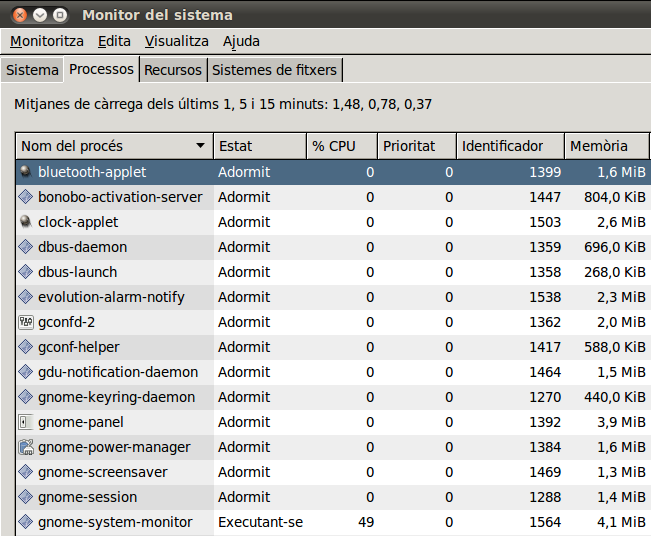 Monitor del sistema
Monitoritza Edita Visualitza Ajuda
Sistema Processos Recursos Sistemes de fitxers
Mitjanes de càrrega dels últims 1, 5 i 15 minuts: 1,48, 0,78, 0,37
Nom del procés Estat % CPU Prioritat Identificador Memòria
bluetooth-applet Adormit 0 0 1399 1,6 MiB
bonobo-activation-server Adormit 0 0 1447 804,0 KiB
clock-applet Adormit 0 0 1503 2,6 MiB
dbus-daemon Adormit 0 0 1359 696,0 KiB
dbus-launch Adormit 0 0 1358 268,0 KiB
evolution-alarm-notify Adormit 0 0 1538 2,3 MiB
gconfd-2 Adormit 0 0 1362 2,0 MiB
gconf-helper Adormit 0 0 1417 588,0 KiB
gdu-notification-daemon Adormit 0 0 1464 1,5 MiB
gnome-keyring-daemon Adormit 0 0 1270 440,0 KiB
gnome-panel Adormit 0 0 1392 3,9 MiB
gnome-power-manager Adormit 0 0 1384 1,6 MiB
gnome-screensaver Adormit 0 0 1469 1,3 MiB
gnome-session Adormit 0 0 1288 1,4 MiB
gnome-system-monitor Executant-se 49 0 1564 4,1 MiB